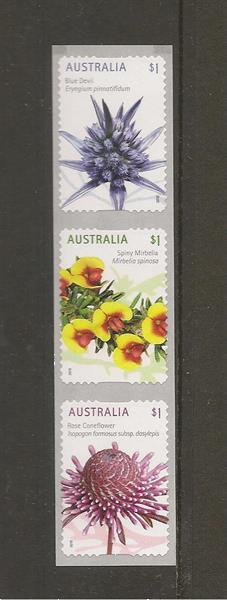 AUSTRALIA $1
Blue Devil
Eryngium pinnatifidum
AUSTRALIA $1
Spiny Mirbelia
Mirbelia spinosa
AUSTRALIA $1
Rose Coneflower
Isopogon formosus subsp. dasylepis